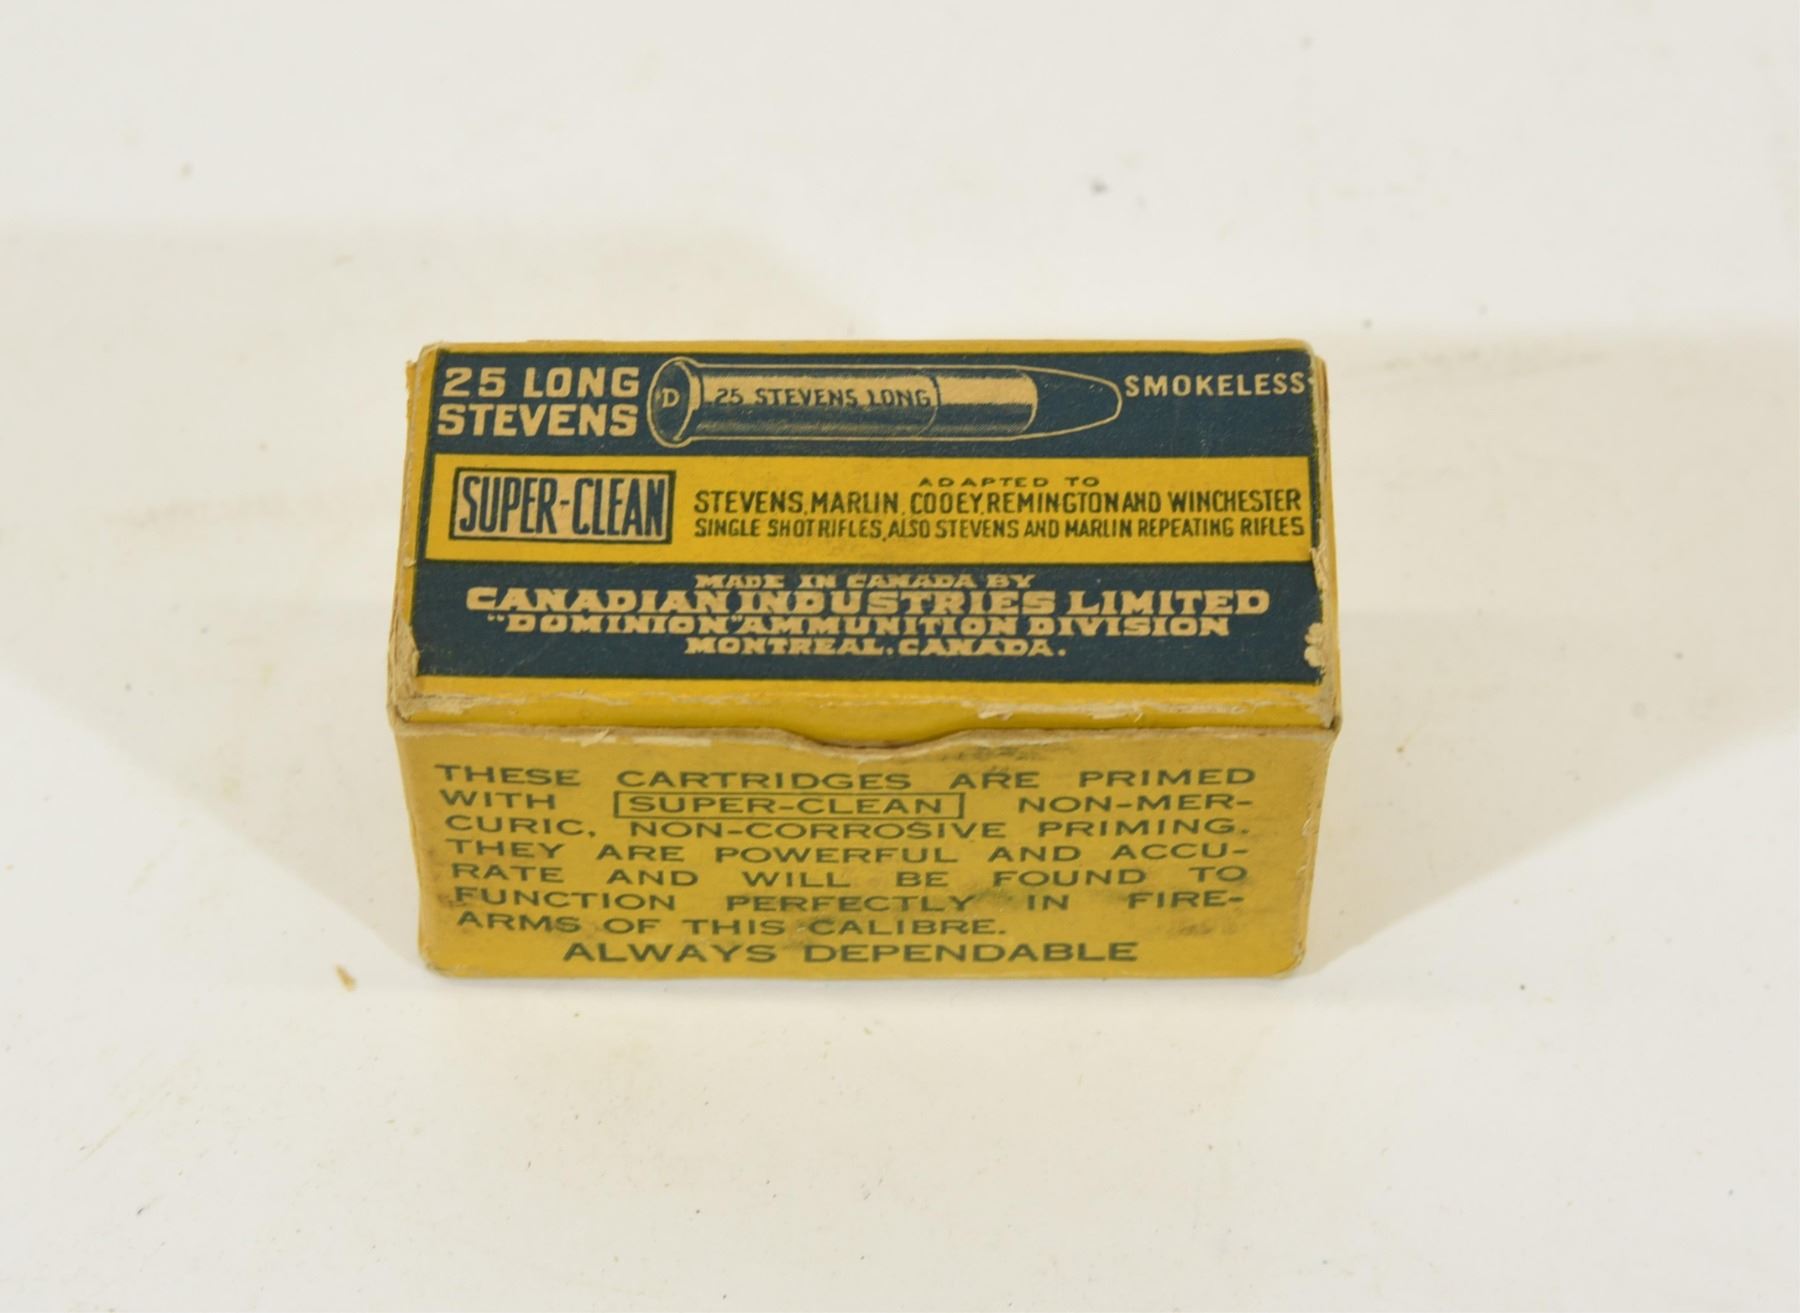 25 LONG
STEVENS
D
25 STEVENS LONG
SMOKELESS
SUPER-CLEAN
ADAPTED TO
STEVENS, MARLIN, COOEY, REMINGTON AND WINCHESTER
SINGLE SHOT RIFLES, ALSO STEVENS AND MARLIN REPEATING RIFLES
MADE IN CANADA BY
CANADIAN INDUSTRIES LIMITED
"DOMINION" AMMUNITION DIVISION
MONTREAL, CANADA.
THESE CARTRIDGES ARE PRIMED
WITH SUPER-CLEAN NON-MER-
CURIC, NON-CORROSIVE PRIMING.
THEY ARE POWERFUL AND ACCU-
RATE AND WILL BE FOUND TO
FUNCTION PERFECTLY IN FIRE-
ARMS OF THIS CALIBRE.
ALWAYS DEPENDABLE